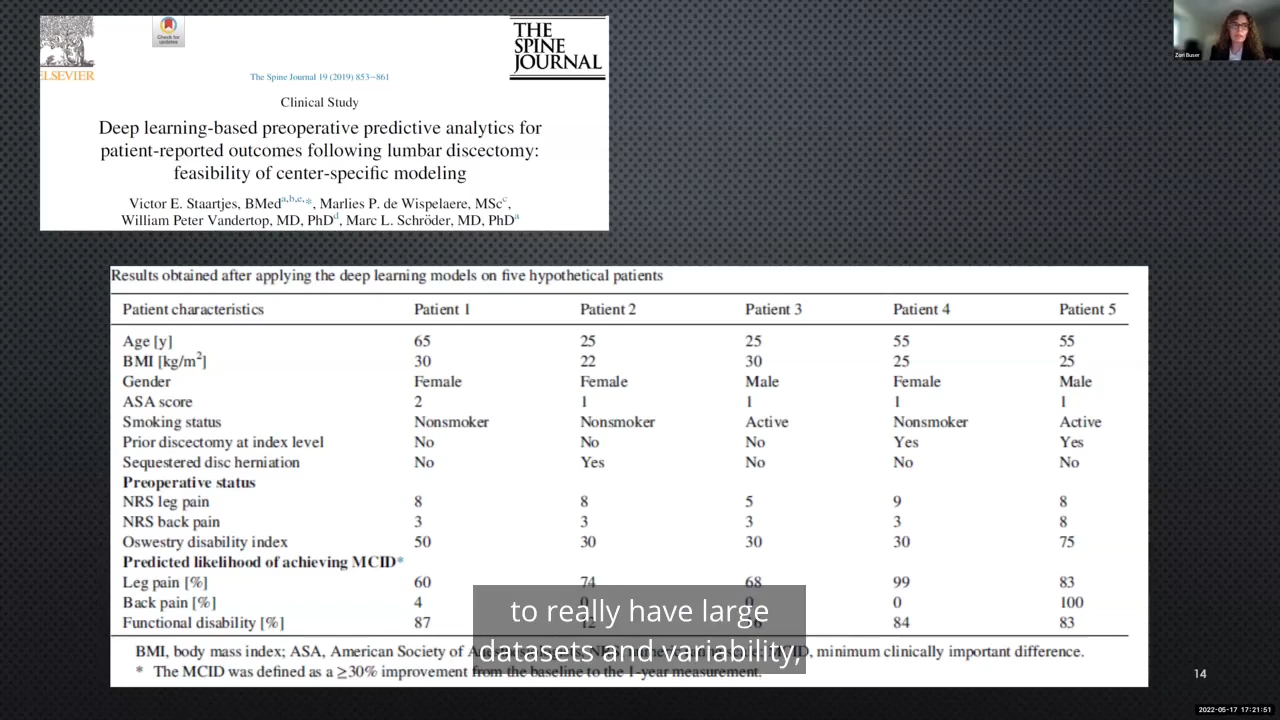 ELSEVIER
Check for updates
THE
SPINE
JOURNAL
The Spine Journal 19 (2019) 853−861
Clinical Study
Deep learning-based preoperative predictive analytics for
patient-reported outcomes following lumbar discectomy:
feasibility of center-specific modeling
Victor E. Staartjes, BMedᵃ,ᵇ,ᶜ,*, Marlies P. de Wispelaere, MScᶜ,
William Peter Vandertop, MD, PhDᵈ, Marc L. Schröder, MD, PhDᵃ
Zorl Buser
Results obtained after applying the deep learning models on five hypothetical patients
Patient characteristics Patient 1 Patient 2 Patient 3 Patient 4 Patient 5
Age [y] 65 25 25 55 55
BMI [kg/m²] 30 22 30 25 25
Gender Female Female Male Female Male
ASA score 2 1 1 1 1
Smoking status Nonsmoker Nonsmoker Active Nonsmoker Active
Prior discectomy at index level No No No Yes Yes
Sequestered disc herniation No Yes No No No
Preoperative status
NRS leg pain 8 8 5 9 8
NRS back pain 3 3 3 3 8
Oswestry disability index 50 30 30 30 75
Predicted likelihood of achieving MCID*
Leg pain [%] 60 74 68 99 83
Back pain [%] 4 0 0 0 100
Functional disability [%] 87 84 83
to really have large
datasets and variability,
BMI, body mass index; ASA, American Society of MCID, minimum clinically important difference.
* The MCID was defined as a ≥30% improvement from the baseline to the 1-year measurement.
14
2022-05-17 17:21:51